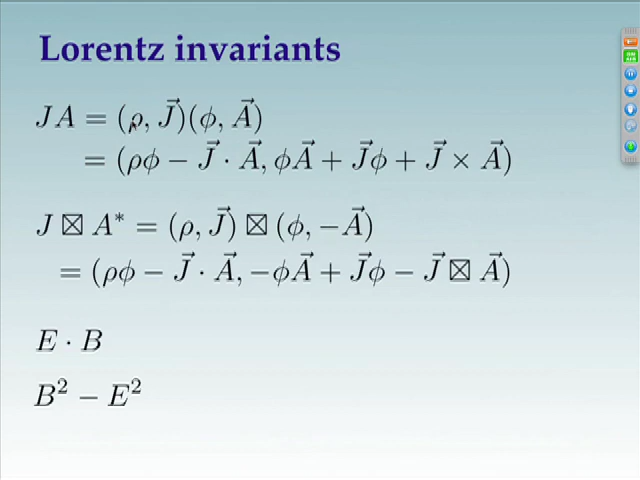 Lorentz invariants
JA = (ρ, J⃗)(ϕ, A⃗)
= (ρϕ − J⃗ · A⃗, ϕA⃗ + J⃗ϕ + J⃗ × A⃗)
J ⊠ A* = (ρ, J⃗) ⊠ (ϕ, −A⃗)
= (ρϕ − J⃗ · A⃗, −ϕA⃗ + J⃗ϕ − J⃗ ⊠ A⃗)
E · B
B² − E²